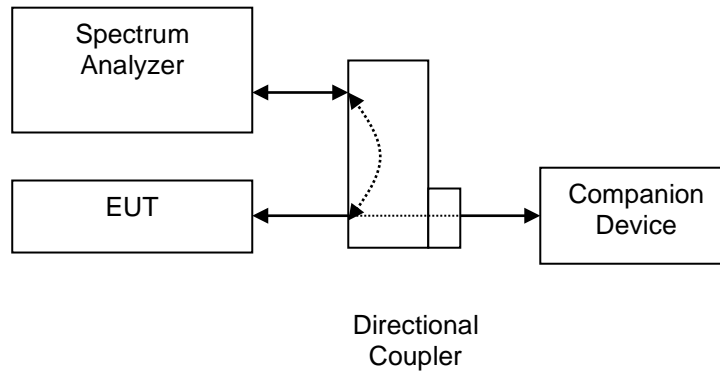 Spectrum
Analyzer
EUT
Companion
Device
Directional
Coupler